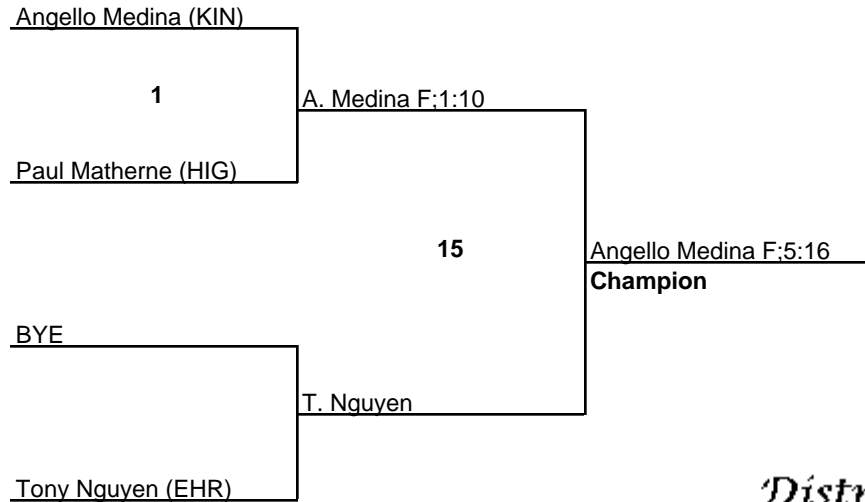 Angello Medina (KIN)
1
A. Medina F;1:10
Paul Matherne (HIG)
15
Angello Medina F;5:16
Champion
BYE
T. Nguyen
Tony Nguyen (EHR)